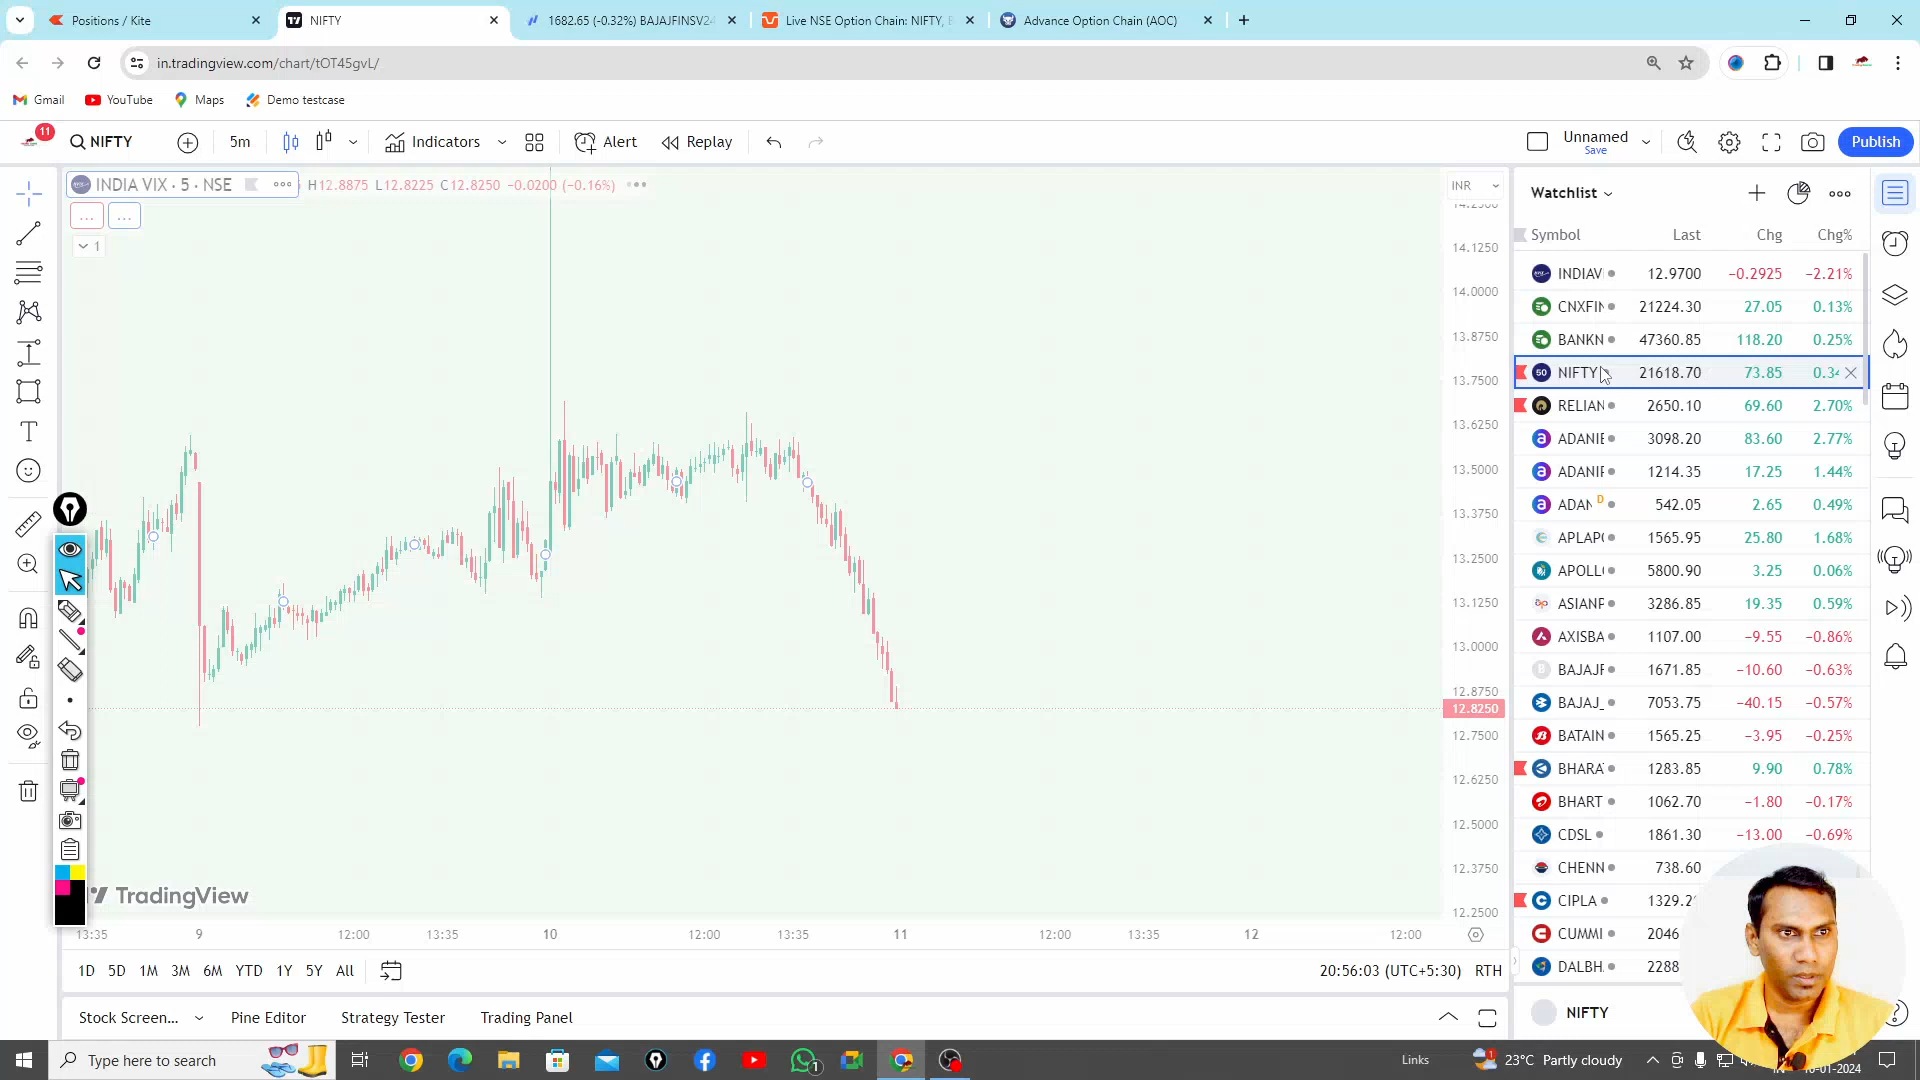 Positions / Kite
NIFTY
1682.65 (-0.32%) BAJAJFINSV24
Live NSE Option Chain: NIFTY, B
Advance Option Chain (AOC)
in.tradingview.com/chart/tOT45gvL/
Gmail
YouTube
Maps
Demo testcase
11
NIFTY
5m
Indicators
Alert
Replay
Unnamed
Save
Publish
INDIA VIX · 5 · NSE
H12.8875 L12.8225 C12.8250 −0.0200 (−0.16%)
INR
1
14.1250
14.0000
13.8750
13.7500
13.6250
13.5000
13.3750
13.2500
13.1250
13.0000
12.8750
12.8250
12.7500
12.6250
12.5000
12.3750
12.2500
TradingView
13:35 9 12:00 13:35 10 12:00 13:35 11 12:00 13:35 12 12:00
1D 5D 1M 3M 6M YTD 1Y 5Y All
20:56:03 (UTC+5:30) RTH
Stock Screen...
Pine Editor
Strategy Tester
Trading Panel
Watchlist
Symbol Last Chg Chg%
INDIAV 12.9700 −0.2925 −2.21%
CNXFIN 21224.30 27.05 0.13%
BANKN 47360.85 118.20 0.25%
50 NIFTY 21618.70 73.85 0.34
RELIAN 2650.10 69.60 2.70%
ADANIE 3098.20 83.60 2.77%
ADANIP 1214.35 17.25 1.44%
ADAN D 542.05 2.65 0.49%
APLAPO 1565.95 25.80 1.68%
APOLL 5800.90 3.25 0.06%
ASIANP 3286.85 19.35 0.59%
AXISBA 1107.00 −9.55 −0.86%
BAJAJF 1671.85 −10.60 −0.63%
BAJAJ_ 7053.75 −40.15 −0.57%
BATAIN 1565.25 −3.95 −0.25%
BHARA 1283.85 9.90 0.78%
BHART 1062.70 −1.80 −0.17%
CDSL 1861.30 −13.00 −0.69%
CHENN 738.60
CIPLA 1329.2
CUMMI 2046
DALBH 2288
NIFTY
Type here to search
1
Links
1
23°C Partly cloudy